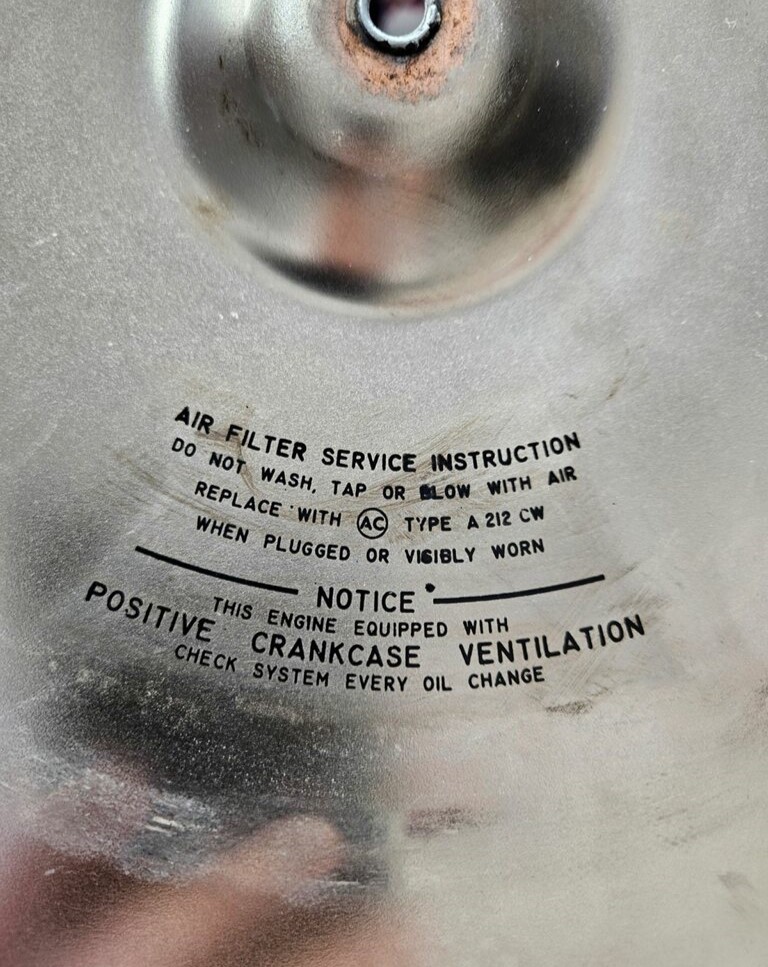 AIR FILTER SERVICE INSTRUCTION
DO NOT WASH, TAP OR BLOW WITH AIR
REPLACE WITH AC TYPE A 212 CW
WHEN PLUGGED OR VISIBLY WORN
NOTICE
THIS ENGINE EQUIPPED WITH
POSITIVE CRANKCASE VENTILATION
CHECK SYSTEM EVERY OIL CHANGE